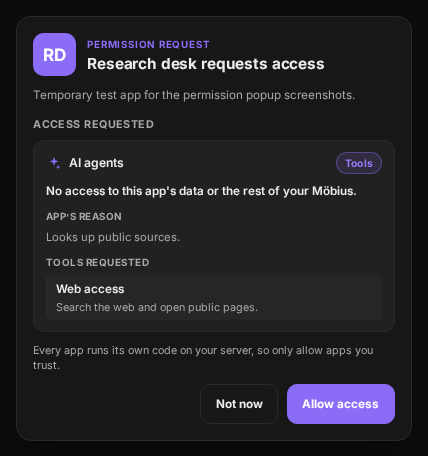 RD
PERMISSION REQUEST
Research desk requests access
Temporary test app for the permission popup screenshots.
ACCESS REQUESTED
AI agents
Tools
No access to this app's data or the rest of your Möbius.
APP'S REASON
Looks up public sources.
TOOLS REQUESTED
Web access
Search the web and open public pages.
Every app runs its own code on your server, so only allow apps you
trust.
Not now
Allow access